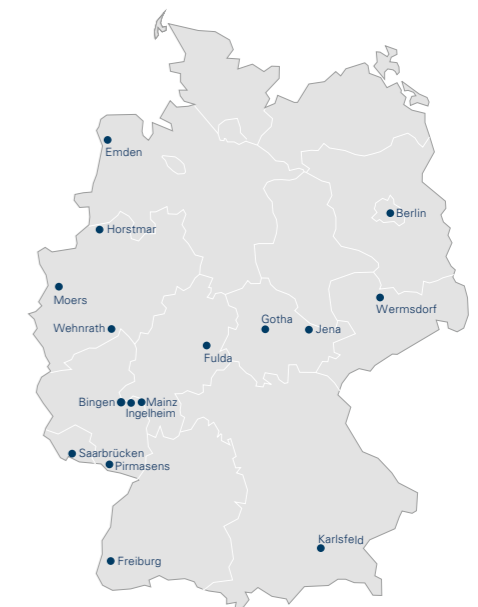 Emden
Berlin
Horstmar
Moers
Wermsdorf
Gotha
Wehnrath
Jena
Fulda
Bingen
Mainz
Ingelheim
Saarbrücken
Pirmasens
Karlsfeld
Freiburg